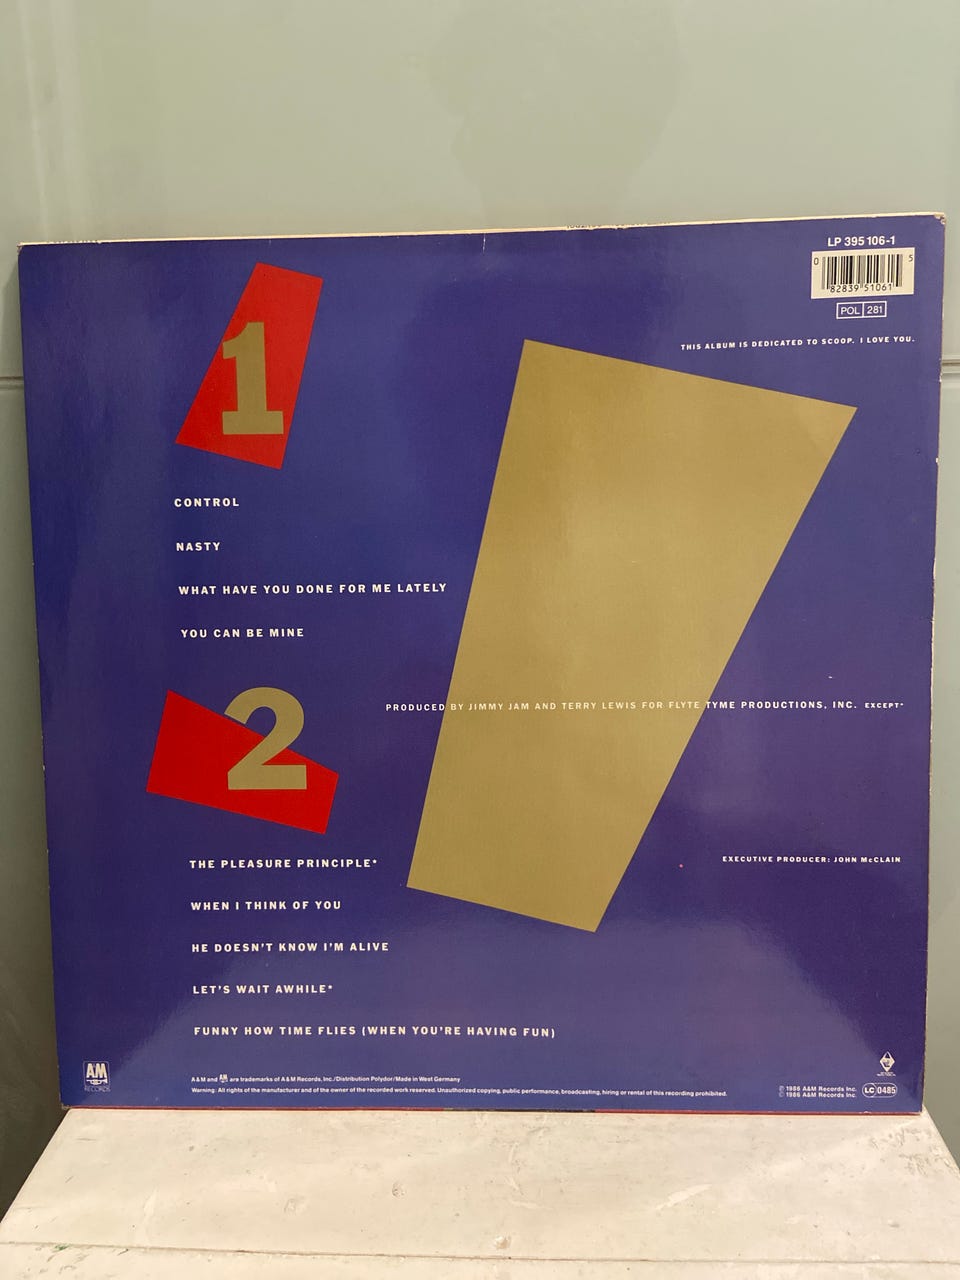 LP 395 106-1
0 82839 51061 5
POL 281
THIS ALBUM IS DEDICATED TO SCOOP. I LOVE YOU.
1
CONTROL
NASTY
WHAT HAVE YOU DONE FOR ME LATELY
YOU CAN BE MINE
2
PRODUCED BY JIMMY JAM AND TERRY LEWIS FOR FLYTE TYME PRODUCTIONS, INC. EXCEPT*
EXECUTIVE PRODUCER: JOHN McCLAIN
THE PLEASURE PRINCIPLE*
WHEN I THINK OF YOU
HE DOESN'T KNOW I'M ALIVE
LET'S WAIT AWHILE*
FUNNY HOW TIME FLIES (WHEN YOU'RE HAVING FUN)
A&M RECORDS
A&M and A&M are trademarks of A&M Records, Inc./Distribution Polydor/Made in West Germany
Warning: All rights of the manufacturer and of the owner of the recorded work reserved. Unauthorized copying, public performance, broadcasting, hiring or rental of this recording prohibited.
℗ 1986 A&M Records Inc.
© 1986 A&M Records Inc.
LC 0485